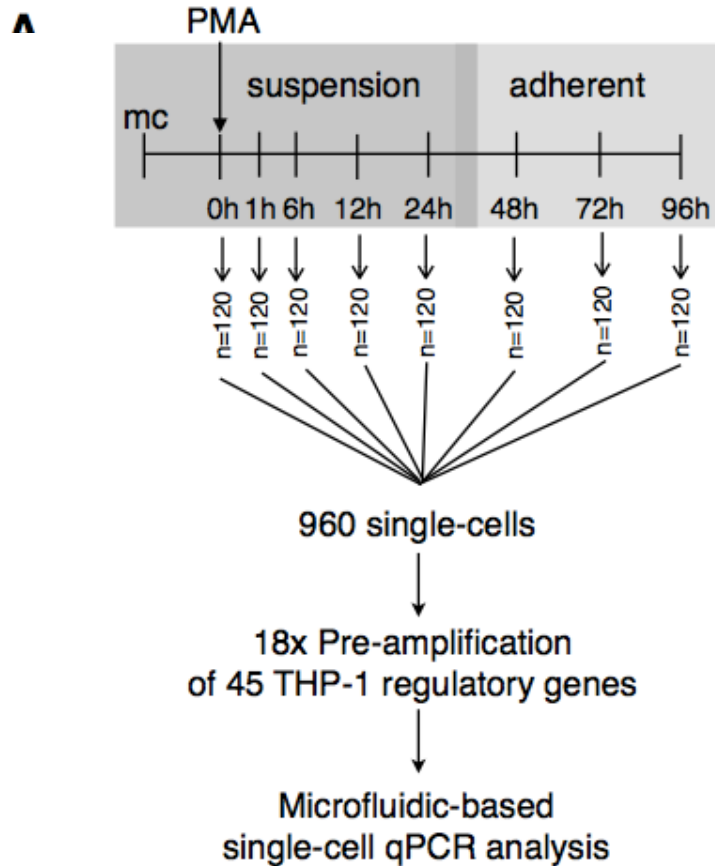 A
PMA
suspension adherent
mc
0h 1h 6h 12h 24h 48h 72h 96h
n=120 n=120 n=120 n=120 n=120 n=120 n=120 n=120
960 single-cells
18x Pre-amplification
of 45 THP-1 regulatory genes
Microfluidic-based
single-cell qPCR analysis